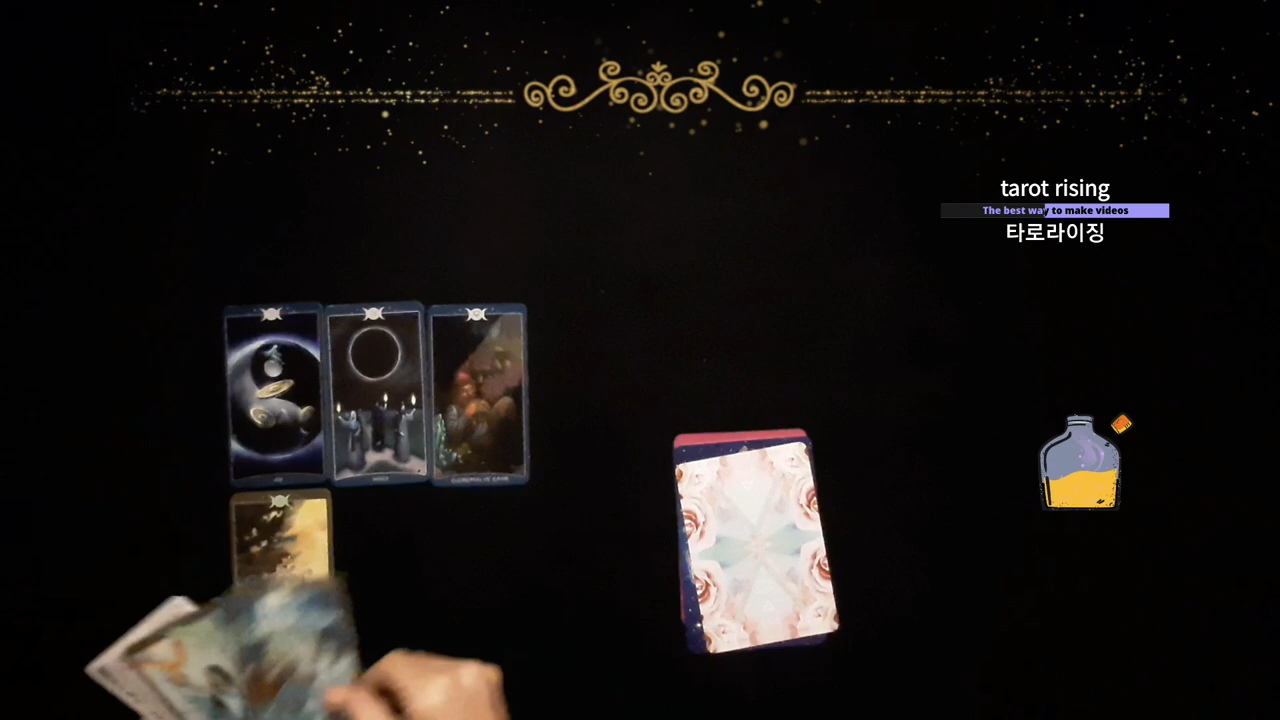 tarot rising
The best way to make videos
타로라이징